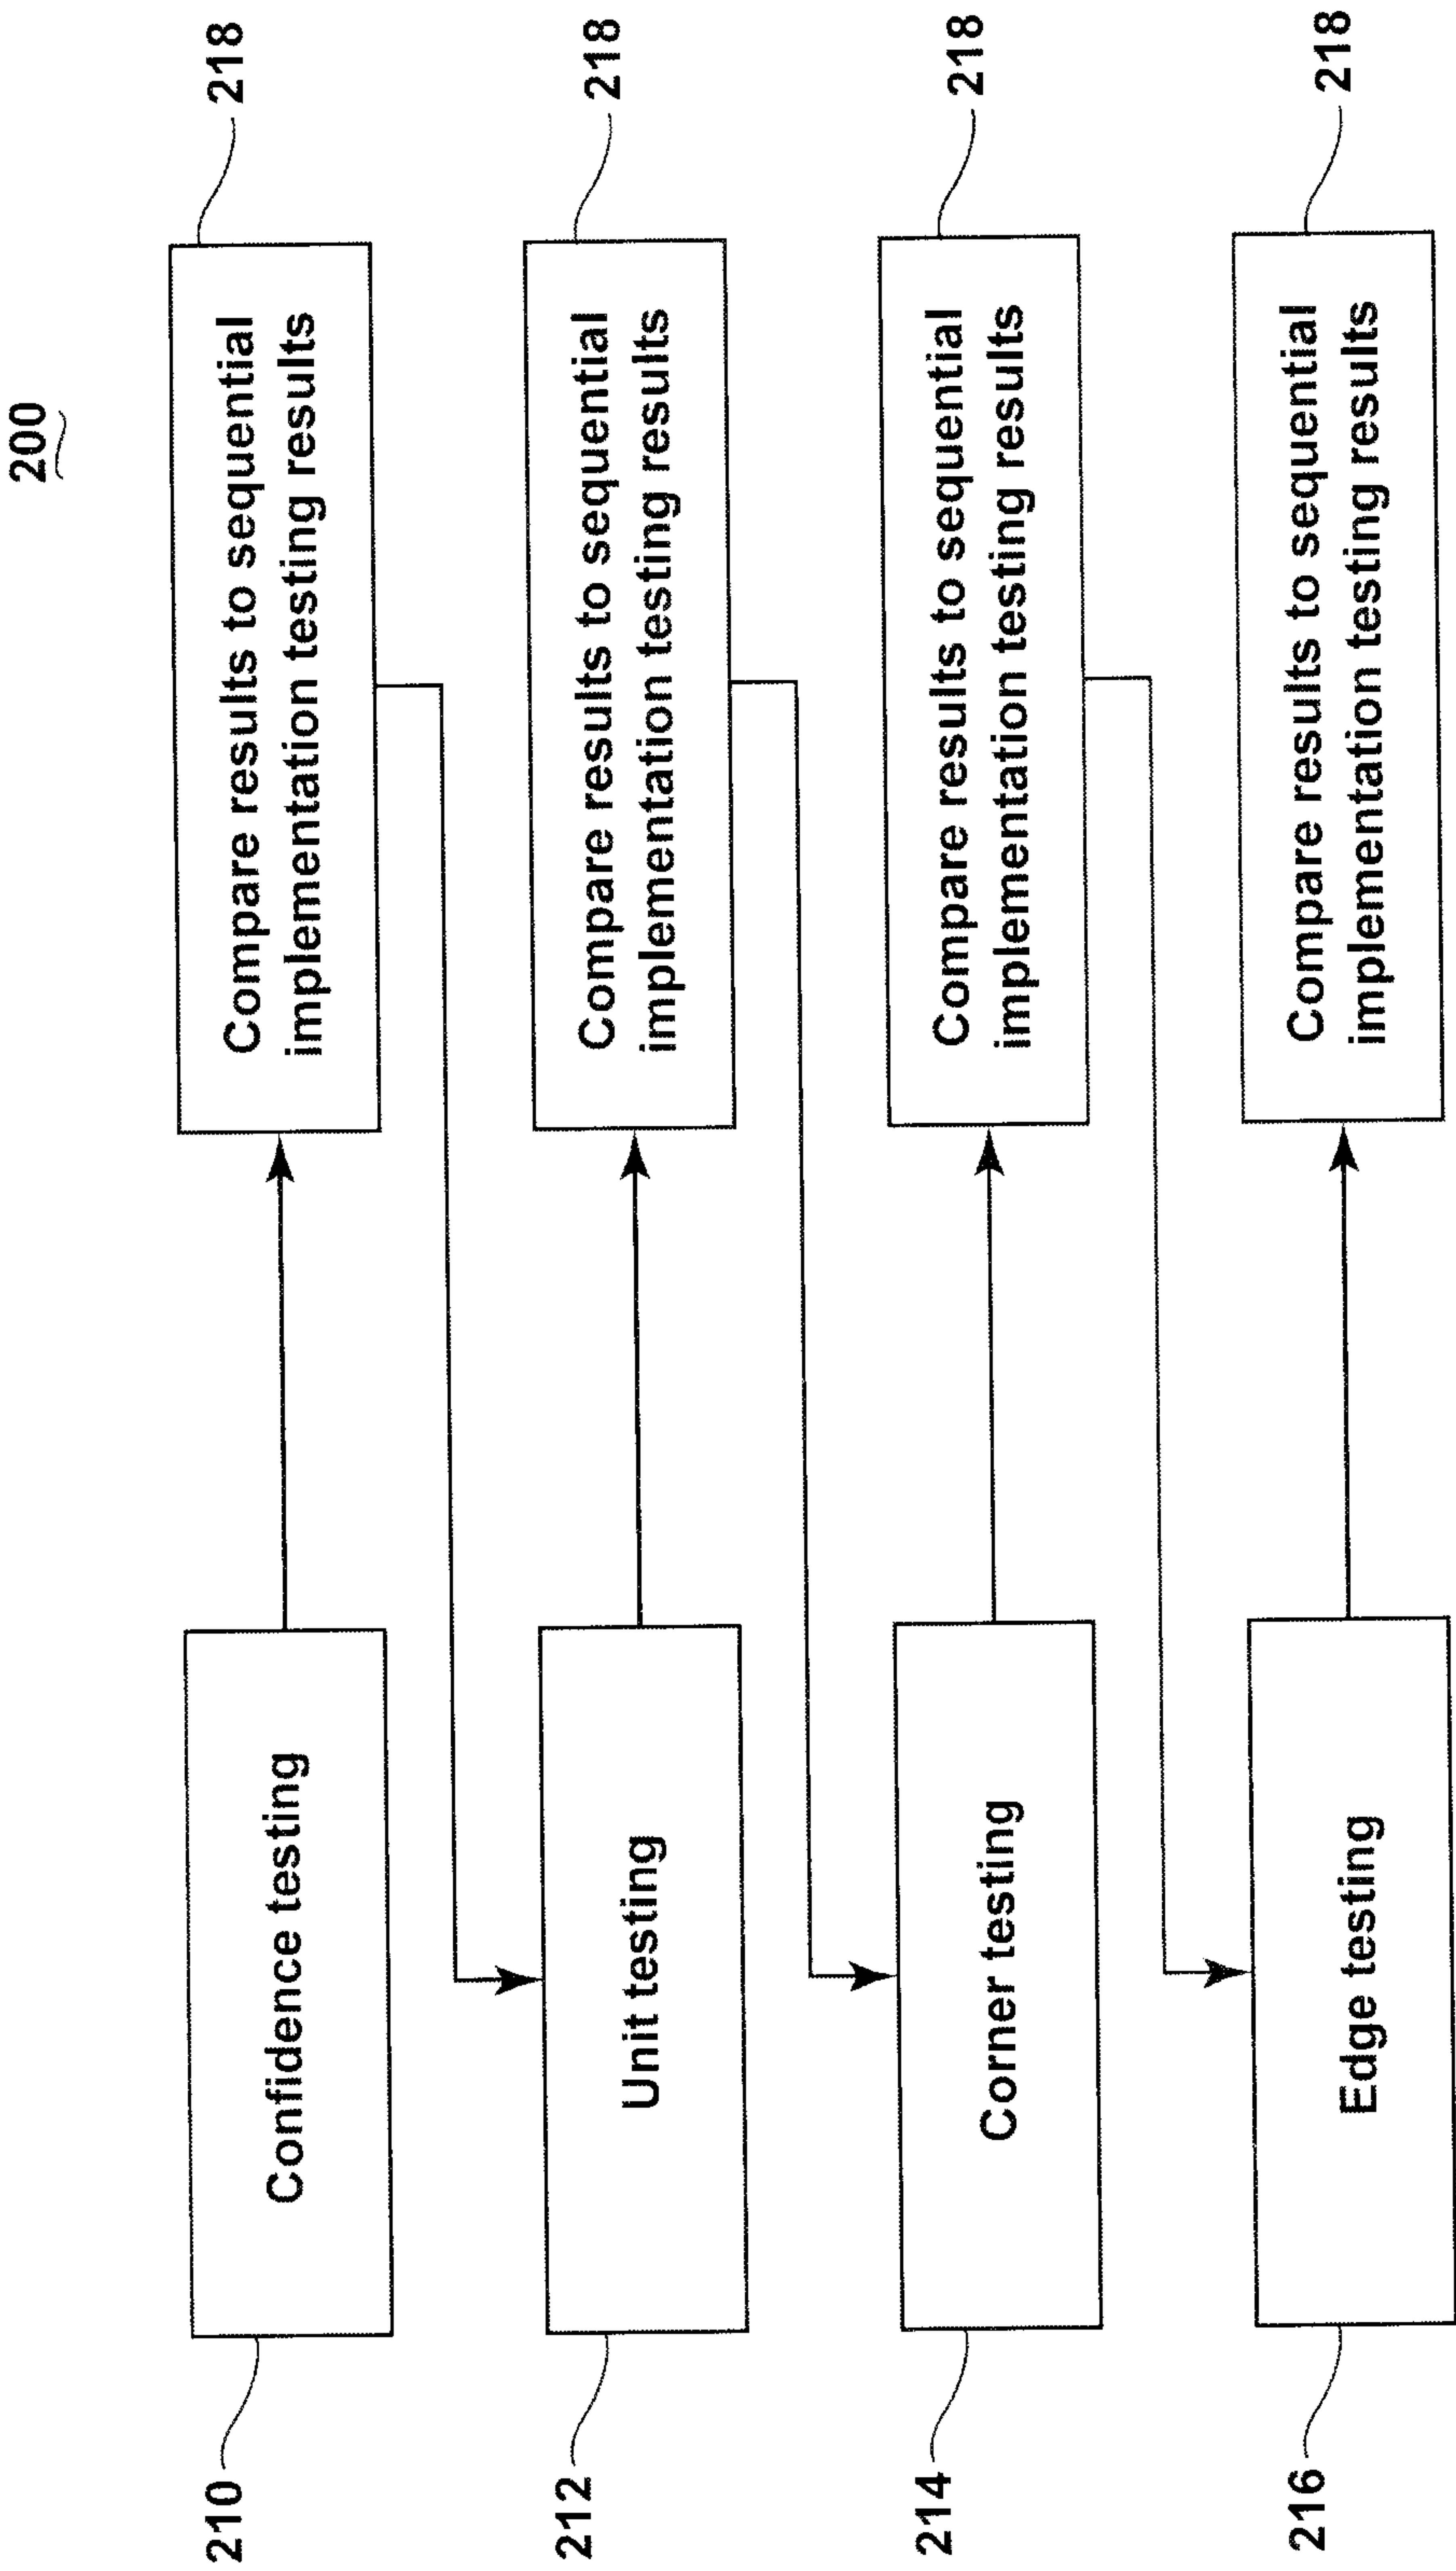 200
210
Confidence testing
Compare results to sequential
implementation testing results
218
212
Unit testing
Compare results to sequential
implementation testing results
218
214
Corner testing
Compare results to sequential
implementation testing results
218
216
Edge testing
Compare results to sequential
implementation testing results
218